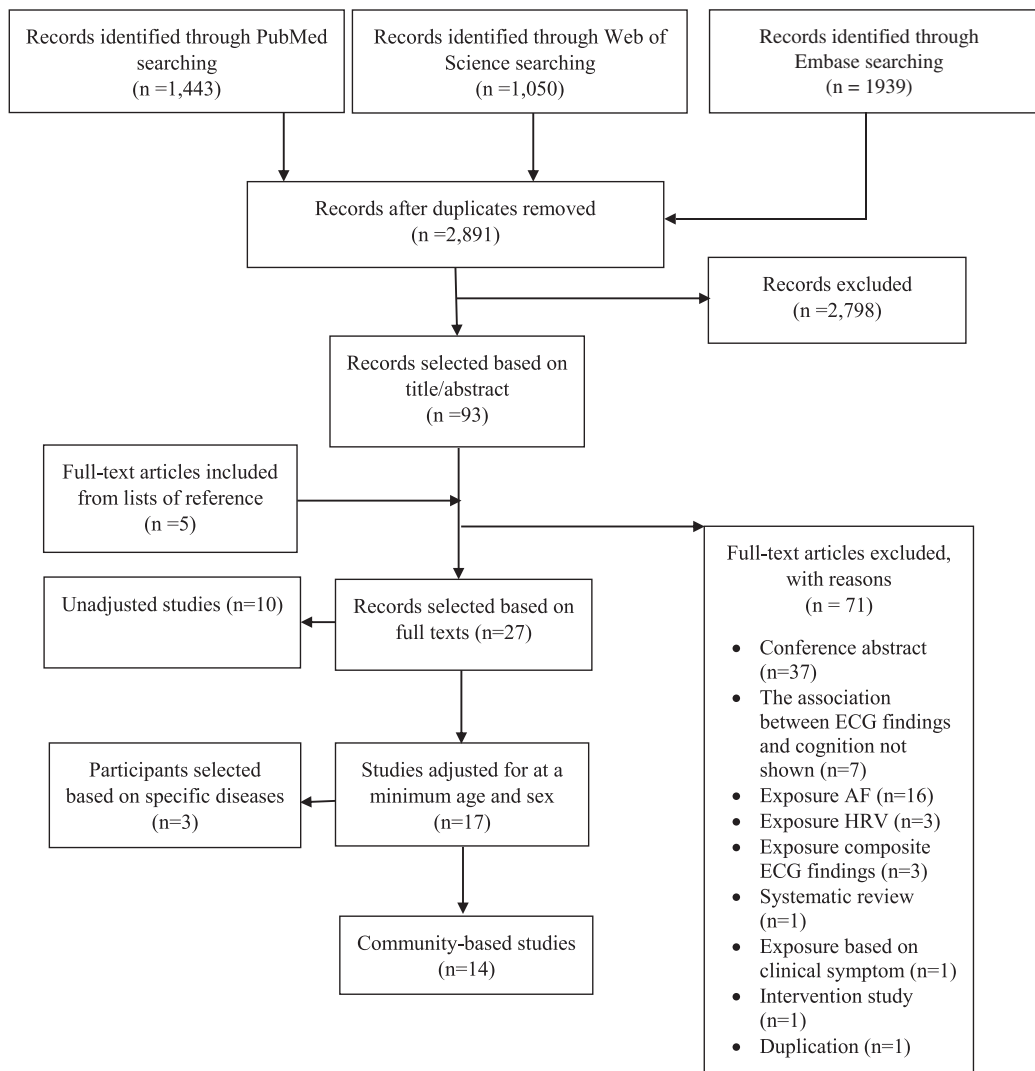 Records identified through PubMed
searching
(n =1,443)
Records identified through Web of
Science searching
(n =1,050)
Records identified through
Embase searching
(n = 1939)
Records after duplicates removed
(n =2,891)
Records excluded
(n =2,798)
Records selected based on
title/abstract
(n =93)
Full-text articles included
from lists of reference
(n =5)
Full-text articles excluded,
with reasons
(n = 71)
• Conference abstract
(n=37)
• The association
between ECG findings
and cognition not
shown (n=7)
• Exposure AF (n=16)
• Exposure HRV (n=3)
• Exposure composite
ECG findings (n=3)
• Systematic review
(n=1)
• Exposure based on
clinical symptom (n=1)
• Intervention study
(n=1)
• Duplication (n=1)
Unadjusted studies (n=10)
Records selected based on
full texts (n=27)
Participants selected
based on specific diseases
(n=3)
Studies adjusted for at a
minimum age and sex
(n=17)
Community-based studies
(n=14)